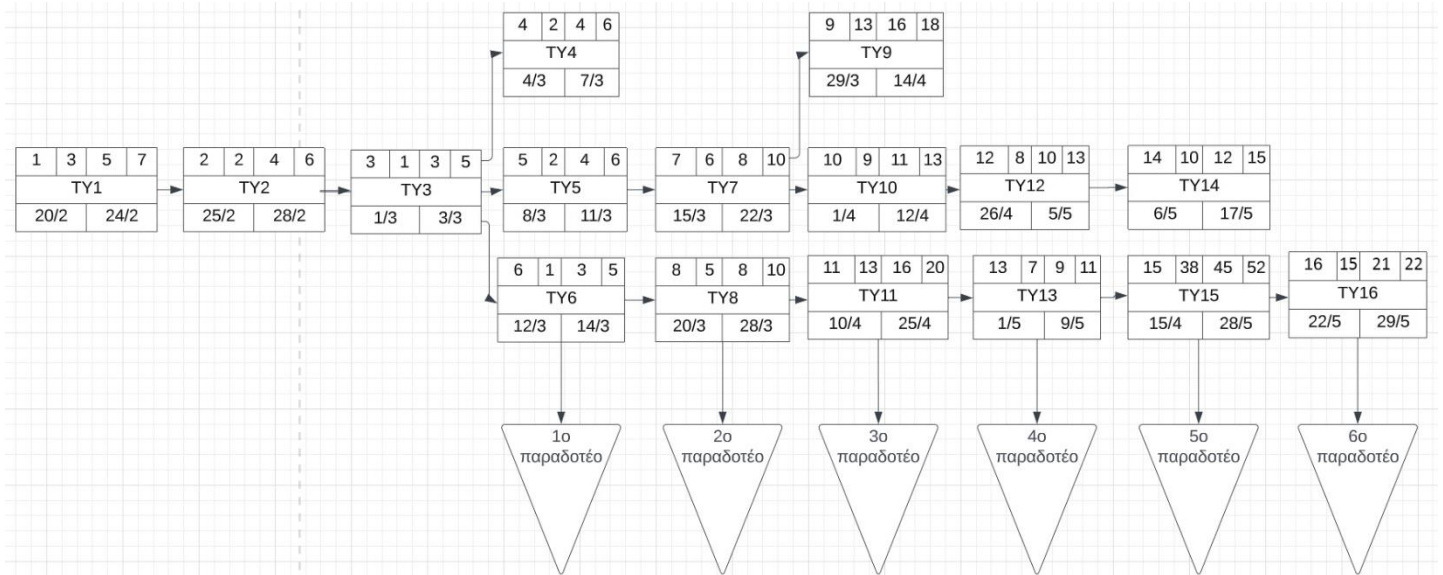 4 2 4 6
TY4
4/3 7/3
9 13 16 18
TY9
29/3 14/4
1 3 5 7
TY1
20/2 24/2
2 2 4 6
TY2
25/2 28/2
3 1 3 5
TY3
1/3 3/3
5 2 4 6
TY5
8/3 11/3
7 6 8 10
TY7
15/3 22/3
10 9 11 13
TY10
1/4 12/4
12 8 10 13
TY12
26/4 5/5
14 10 12 15
TY14
6/5 17/5
6 1 3 5
TY6
12/3 14/3
8 5 8 10
TY8
20/3 28/3
11 13 16 20
TY11
10/4 25/4
13 7 9 11
TY13
1/5 9/5
15 38 45 52
TY15
15/4 28/5
16 15 21 22
TY16
22/5 29/5
1ο
παραδοτέο
2ο
παραδοτέο
3ο
παραδοτέο
4ο
παραδοτέο
5ο
παραδοτέο
6ο
παραδοτέο